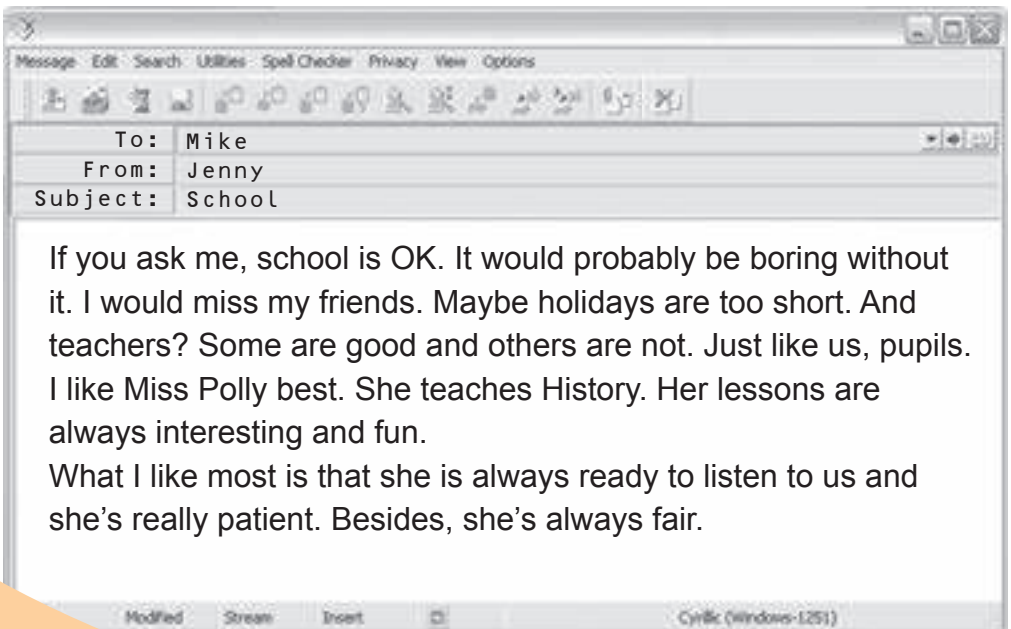 Message Edit Search Utilities Spell Checker Privacy View Options
To: Mike
From: Jenny
Subject: School
If you ask me, school is OK. It would probably be boring without
it. I would miss my friends. Maybe holidays are too short. And
teachers? Some are good and others are not. Just like us, pupils.
I like Miss Polly best. She teaches History. Her lessons are
always interesting and fun.
What I like most is that she is always ready to listen to us and
she's really patient. Besides, she's always fair.
Modified Stream Insert Cyrillic (Windows-1251)